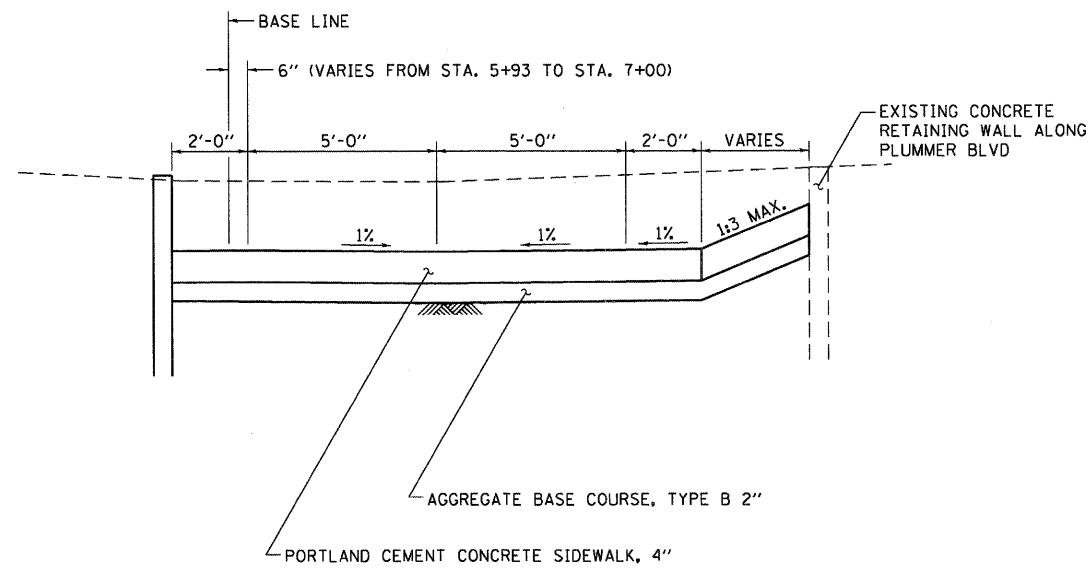 BASE LINE
6" (VARIES FROM STA. 5+93 TO STA. 7+00)
EXISTING CONCRETE
RETAINING WALL ALONG
PLUMMER BLVD
2'-0" 5'-0" 5'-0" 2'-0" VARIES
1:3 MAX.
1% 1% 1%
AGGREGATE BASE COURSE, TYPE B 2"
PORTLAND CEMENT CONCRETE SIDEWALK, 4"